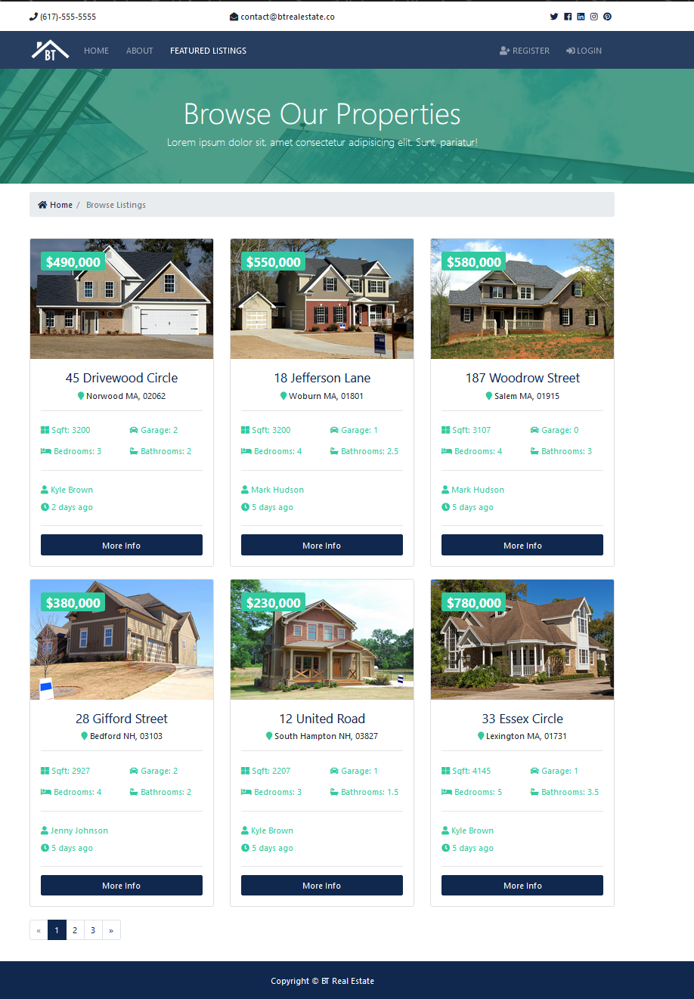 (617)-555-5555 contact@btrealestate.co
BT HOME ABOUT FEATURED LISTINGS REGISTER LOGIN
Browse Our Properties
Lorem ipsum dolor sit, amet consectetur adipisicing elit. Sunt, pariatur!
Home / Browse Listings
$490,000
45 Drivewood Circle
Norwood MA, 02062
Sqft: 3200 Garage: 2
Bedrooms: 3 Bathrooms: 2
Kyle Brown
2 days ago
More Info
$550,000
18 Jefferson Lane
Woburn MA, 01801
Sqft: 3200 Garage: 1
Bedrooms: 4 Bathrooms: 2.5
Mark Hudson
5 days ago
More Info
$580,000
187 Woodrow Street
Salem MA, 01915
Sqft: 3107 Garage: 0
Bedrooms: 4 Bathrooms: 3
Mark Hudson
5 days ago
More Info
$380,000
28 Gifford Street
Bedford NH, 03103
Sqft: 2927 Garage: 2
Bedrooms: 4 Bathrooms: 2
Jenny Johnson
5 days ago
More Info
$230,000
12 United Road
South Hampton NH, 03827
Sqft: 2207 Garage: 1
Bedrooms: 3 Bathrooms: 1.5
Kyle Brown
5 days ago
More Info
$780,000
33 Essex Circle
Lexington MA, 01731
Sqft: 4145 Garage: 1
Bedrooms: 5 Bathrooms: 3.5
Kyle Brown
5 days ago
More Info
« 1 2 3 »
Copyright © BT Real Estate